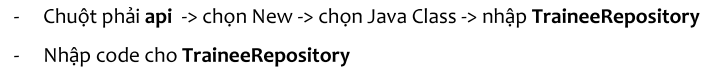 - Chuột phải api -> chọn New -> chọn Java Class -> nhập TraineeRepository
- Nhập code cho TraineeRepository